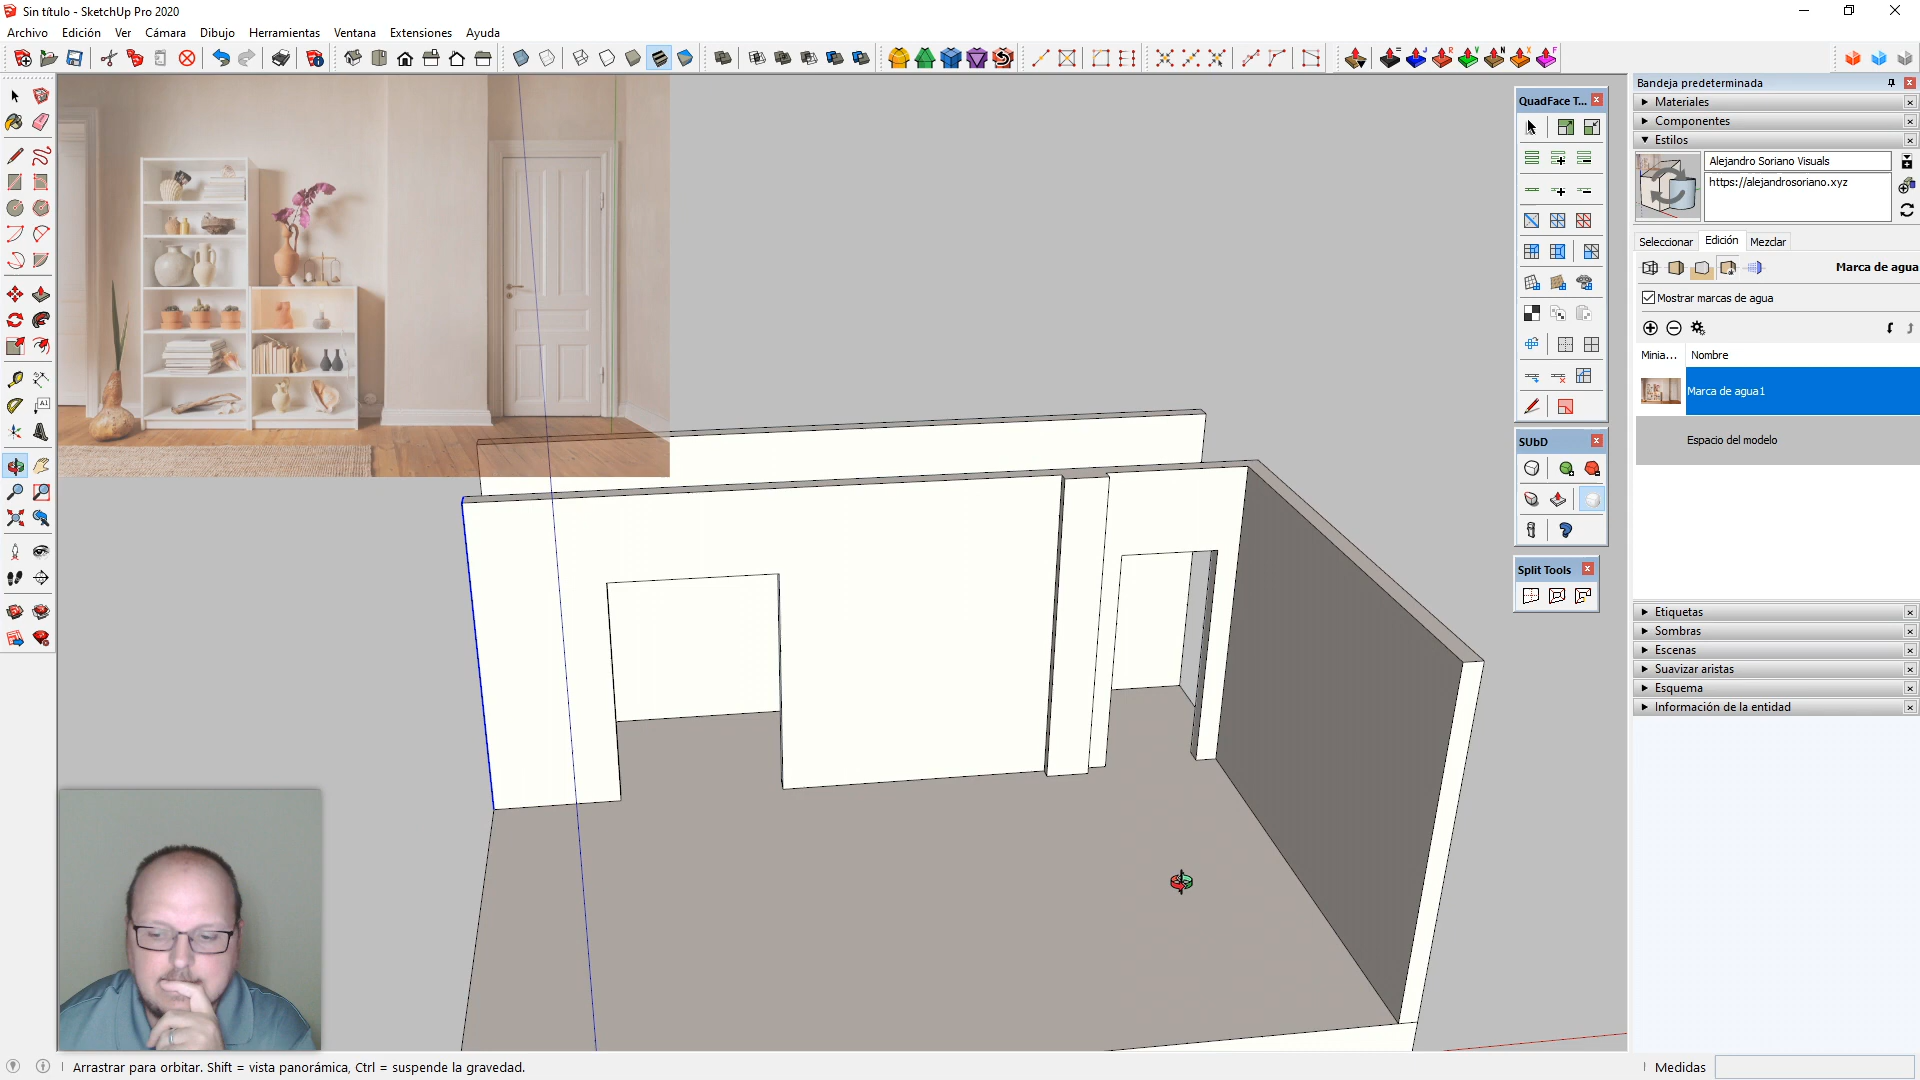 Sin título - SketchUp Pro 2020
Archivo Edición Ver Cámara Dibujo Herramientas Ventana Extensiones Ayuda
QuadFace T...
SUbD
Split Tools
Bandeja predeterminada
Materiales
Componentes
Estilos
Alejandro Soriano Visuals
https://alejandrosoriano.xyz
Seleccionar Edición Mezclar
Marca de agua
Mostrar marcas de agua
Minia... Nombre
Marca de agua1
Espacio del modelo
Etiquetas
Sombras
Escenas
Suavizar aristas
Esquema
Información de la entidad
Arrastrar para orbitar. Shift = vista panorámica, Ctrl = suspende la gravedad.
Medidas